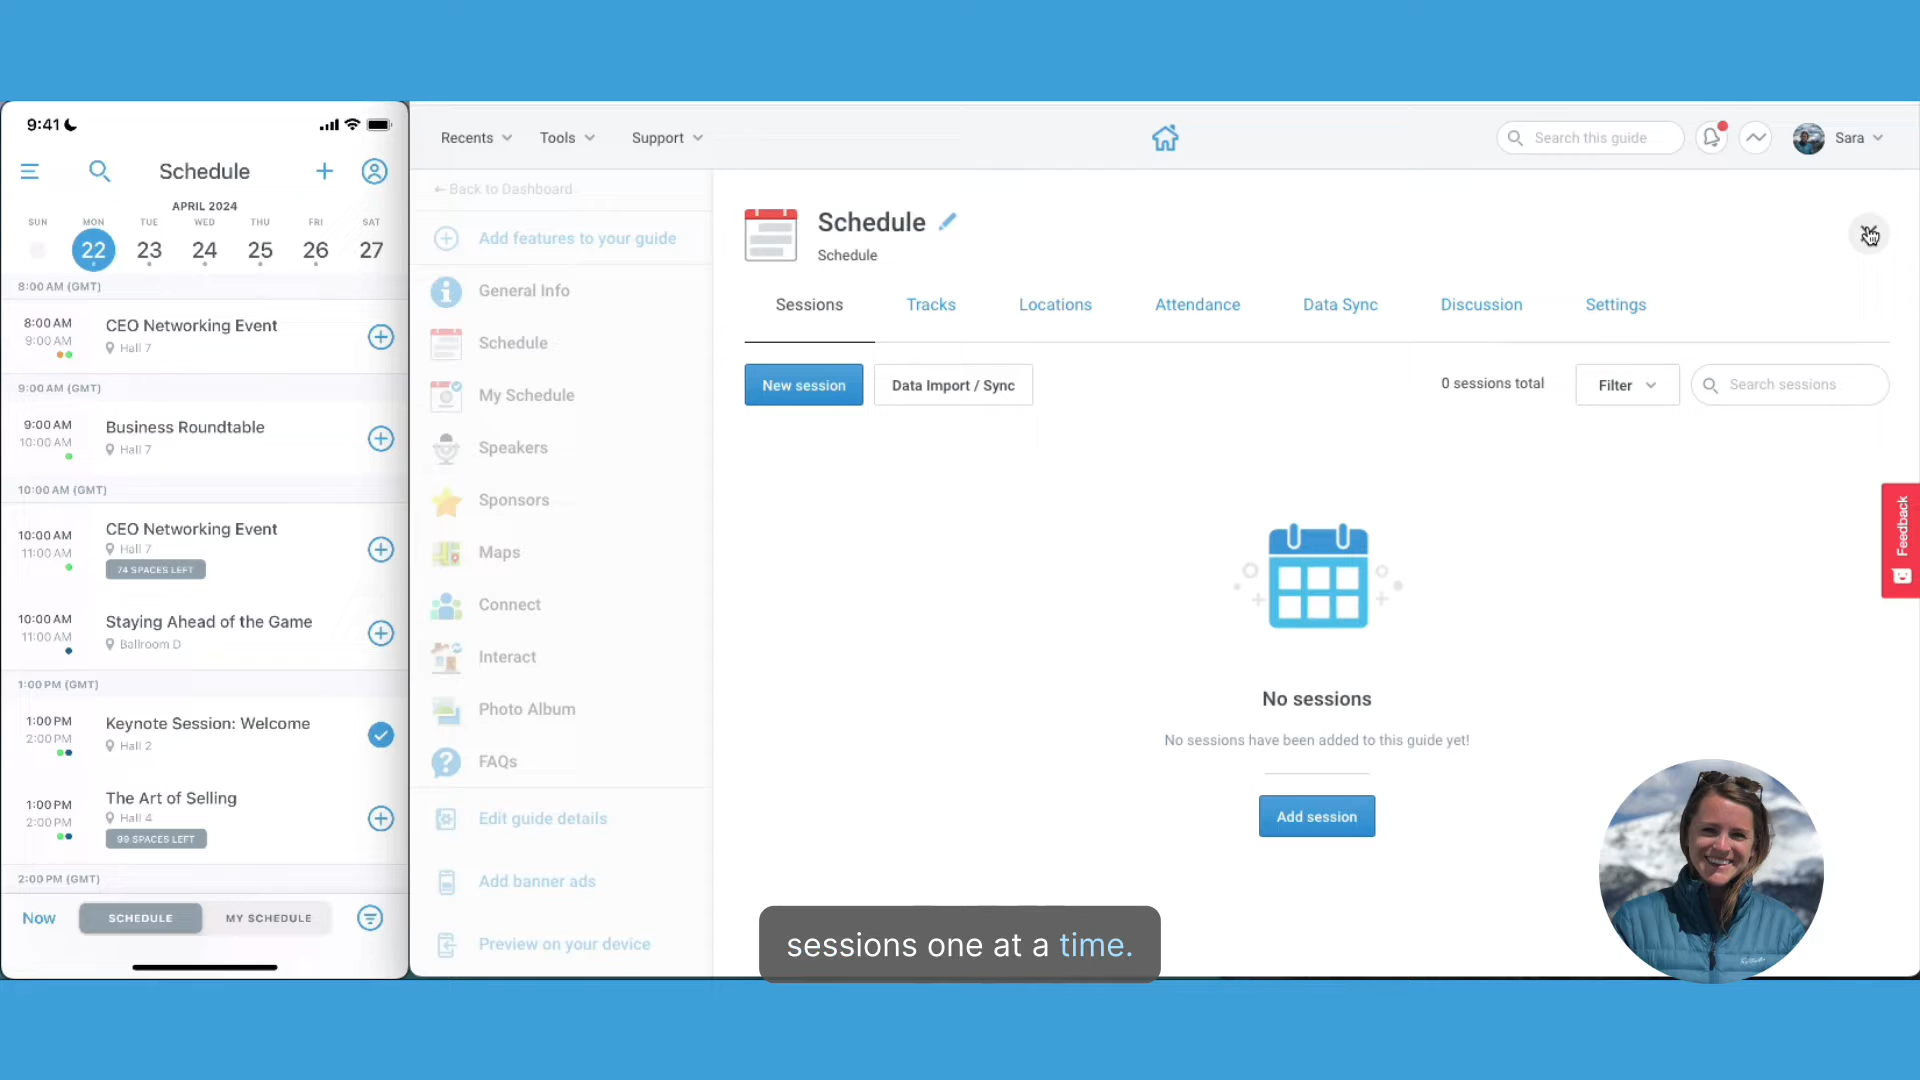 9:41
Schedule
APRIL 2024
SUN MON TUE WED THU FRI SAT
22 23 24 25 26 27
8:00 AM (GMT)
8:00 AM CEO Networking Event
9:00 AM Hall 7
9:00 AM (GMT)
9:00 AM Business Roundtable
10:00 AM Hall 7
10:00 AM (GMT)
10:00 AM CEO Networking Event
11:00 AM Hall 7
74 SPACES LEFT
10:00 AM Staying Ahead of the Game
11:00 AM Ballroom D
1:00 PM (GMT)
1:00 PM Keynote Session: Welcome
2:00 PM Hall 2
1:00 PM The Art of Selling
2:00 PM Hall 4
99 SPACES LEFT
2:00 PM (GMT)
Now SCHEDULE MY SCHEDULE
Recents Tools Support Search this guide Sara
← Back to Dashboard
Add features to your guide
General Info
Schedule
My Schedule
Speakers
Sponsors
Maps
Connect
Interact
Photo Album
FAQs
Edit guide details
Add banner ads
Preview on your device
Schedule
Schedule
Sessions Tracks Locations Attendance Data Sync Discussion Settings
New session Data Import / Sync 0 sessions total Filter Search sessions
No sessions
No sessions have been added to this guide yet!
Add session
Feedback
sessions one at a time.